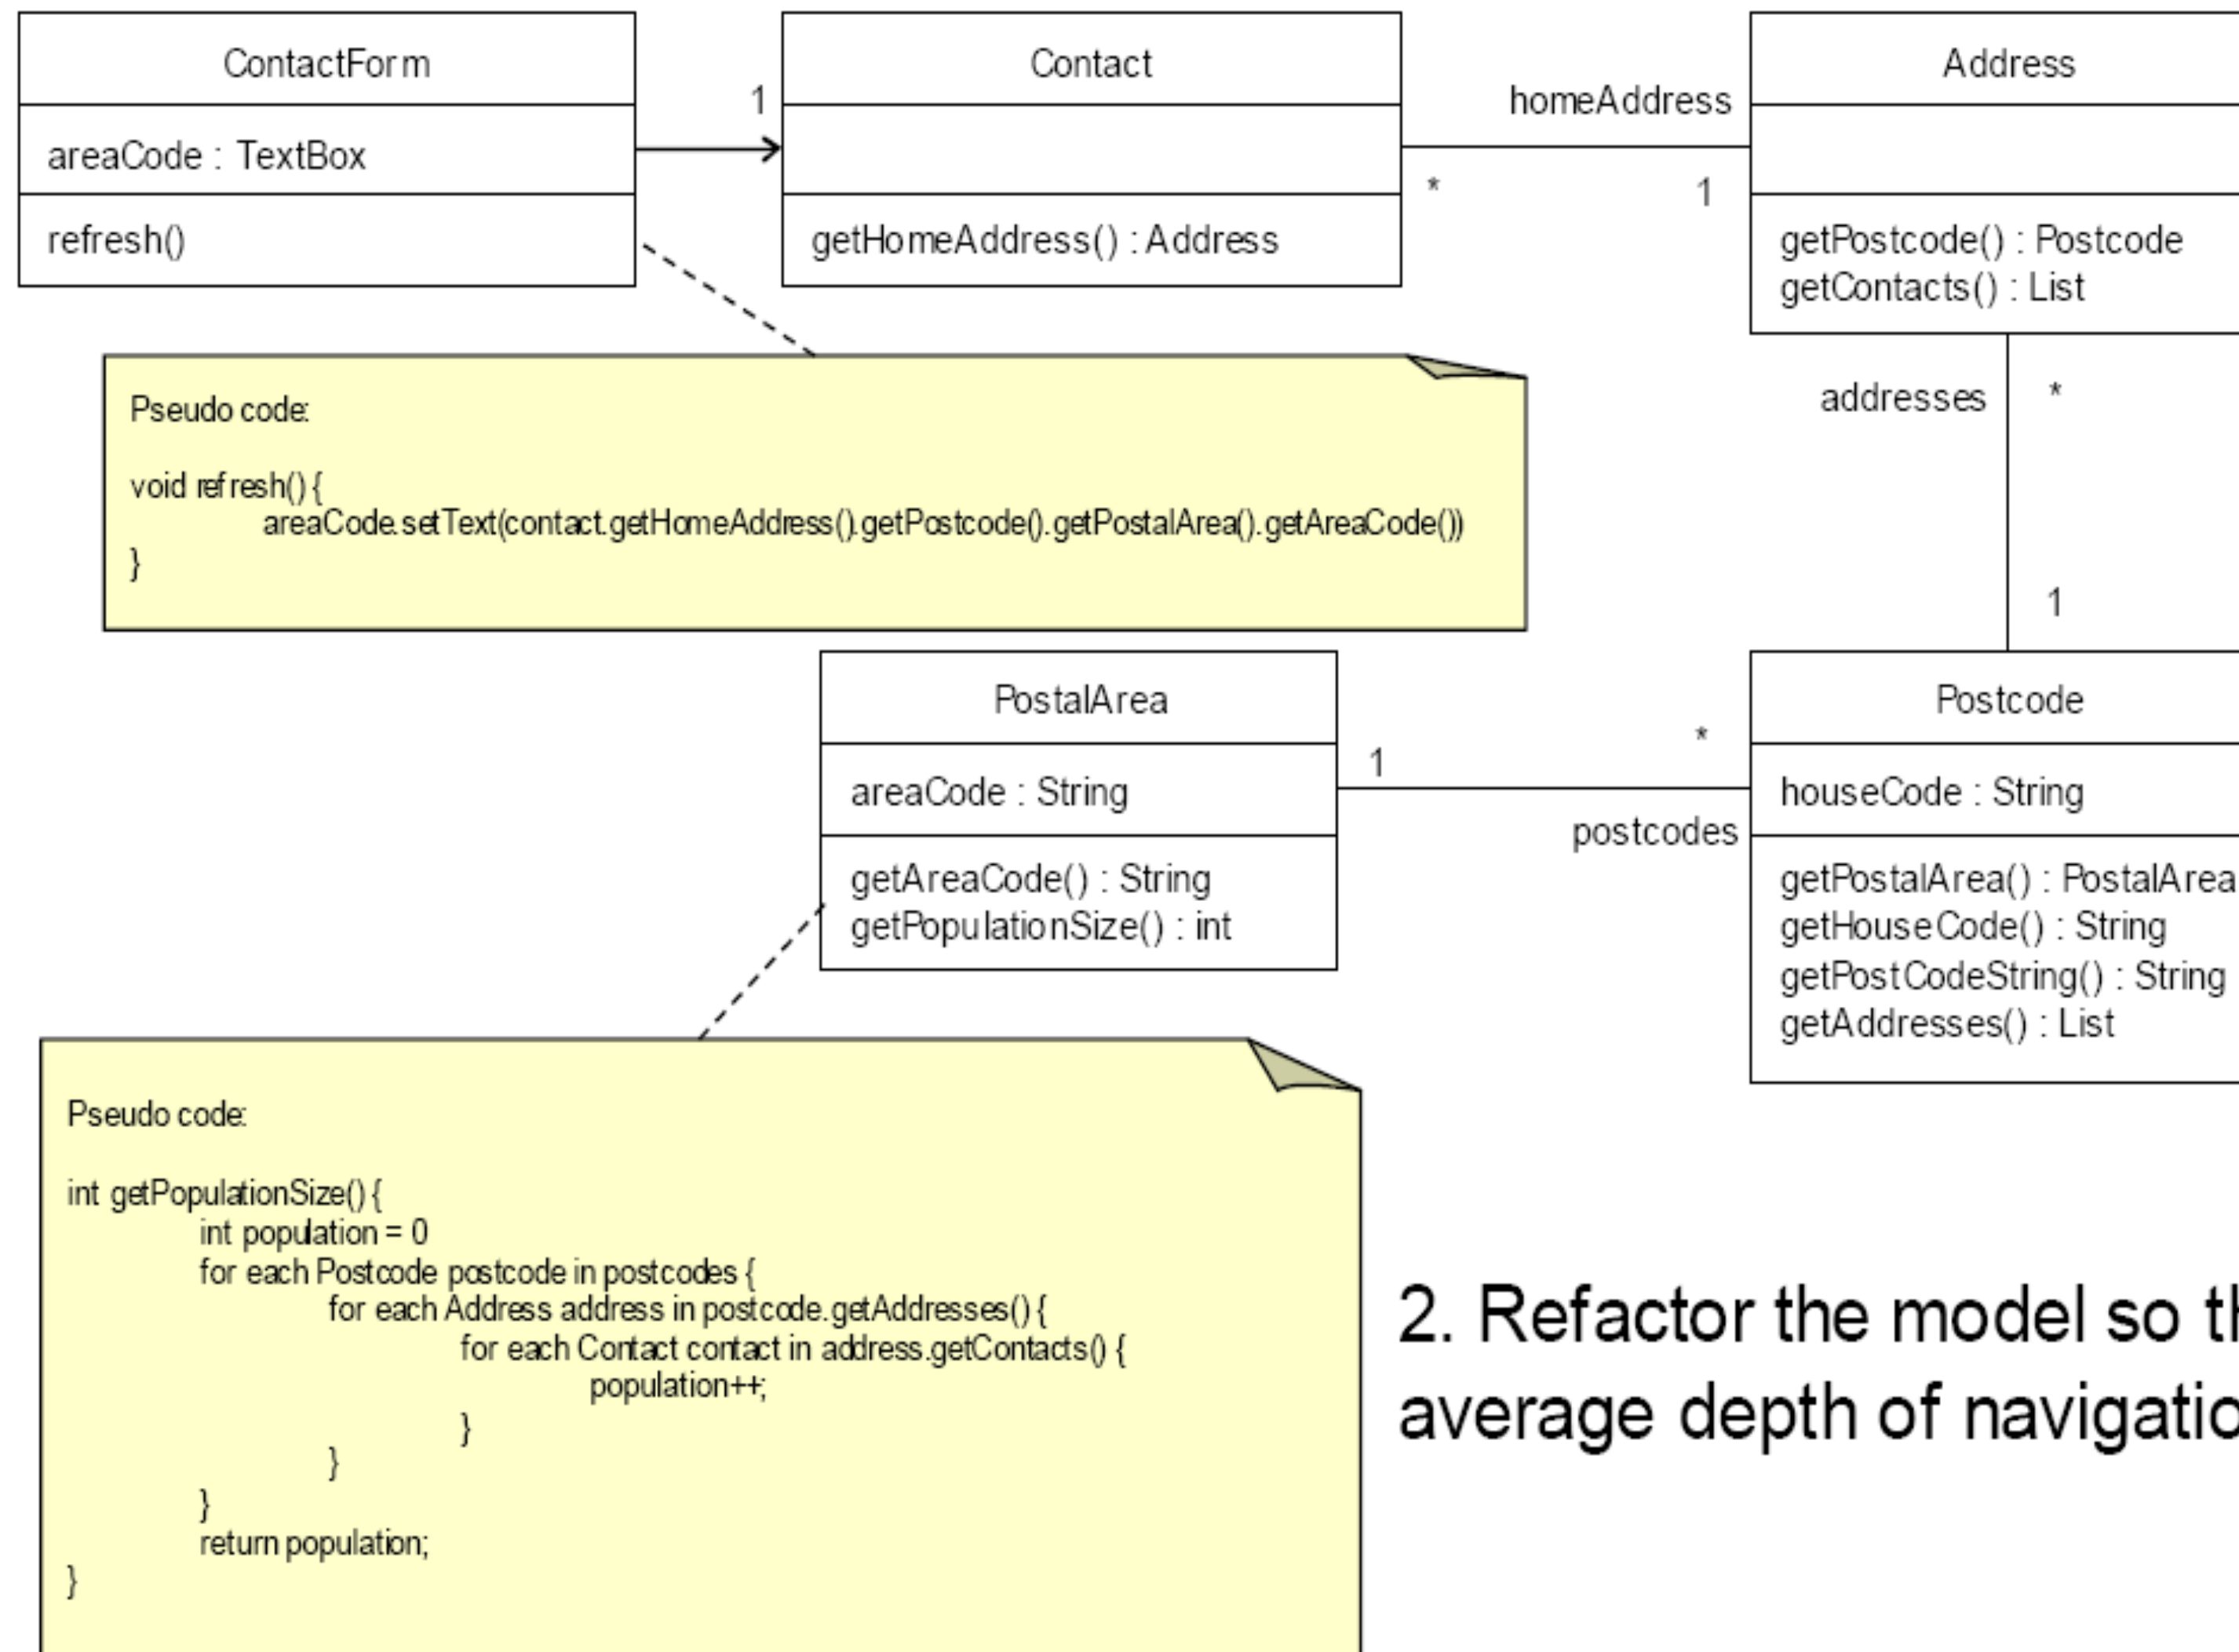 ContactForm
areaCode : TextBox
refresh()
1
Contact
getHomeAddress() : Address
homeAddress
*
1
Address
getPostcode() : Postcode
getContacts() : List
Pseudo code:
void refresh() {
areaCode.setText(contact.getHomeAddress().getPostcode().getPostalArea().getAreaCode())
}
addresses
*
1
PostalArea
areaCode : String
getAreaCode() : String
getPopulationSize() : int
1
*
postcodes
Postcode
houseCode : String
getPostalArea() : PostalArea
getHouseCode() : String
getPostCodeString() : String
getAddresses() : List
Pseudo code:
int getPopulationSize() {
int population = 0
for each Postcode postcode in postcodes {
for each Address address in postcode.getAddresses() {
for each Contact contact in address.getContacts() {
population++;
}
}
}
return population;
}
2. Refactor the model so
average depth of